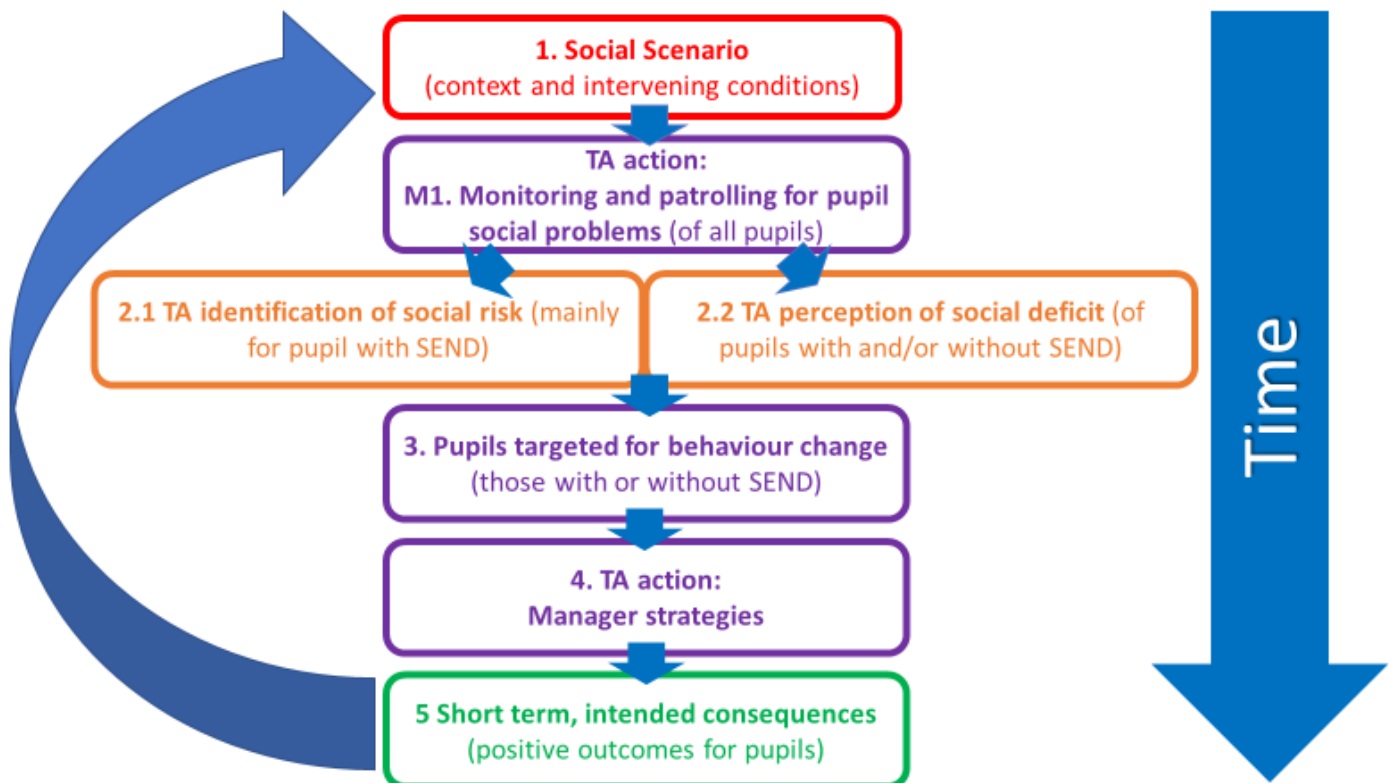 1. Social Scenario
(context and intervening conditions)
TA action:
M1. Monitoring and patrolling for pupil
social problems (of all pupils)
2.1 TA identification of social risk (mainly
for pupil with SEND)
2.2 TA perception of social deficit (of
pupils with and/or without SEND)
3. Pupils targeted for behaviour change
(those with or without SEND)
4. TA action:
Manager strategies
5 Short term, intended consequences
(positive outcomes for pupils)
Time